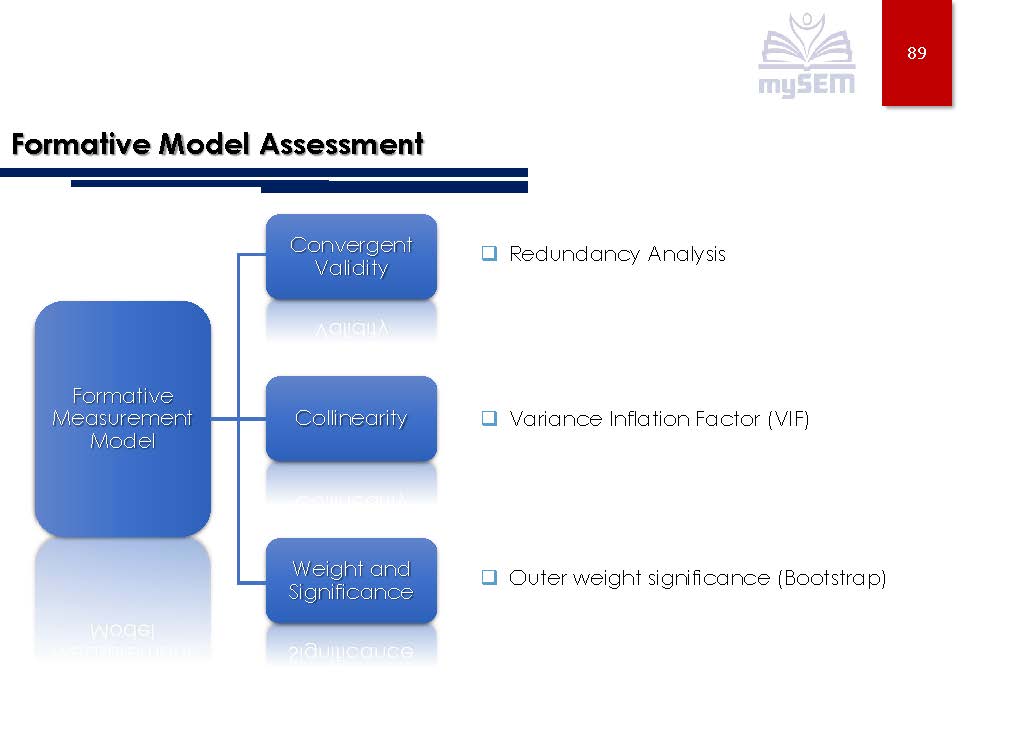 mySEM
89
Formative Model Assessment
Convergent
Validity
Redundancy Analysis
Formative
Measurement
Model
Collinearity
Variance Inflation Factor (VIF)
Weight and
Significance
Outer weight significance (Bootstrap)